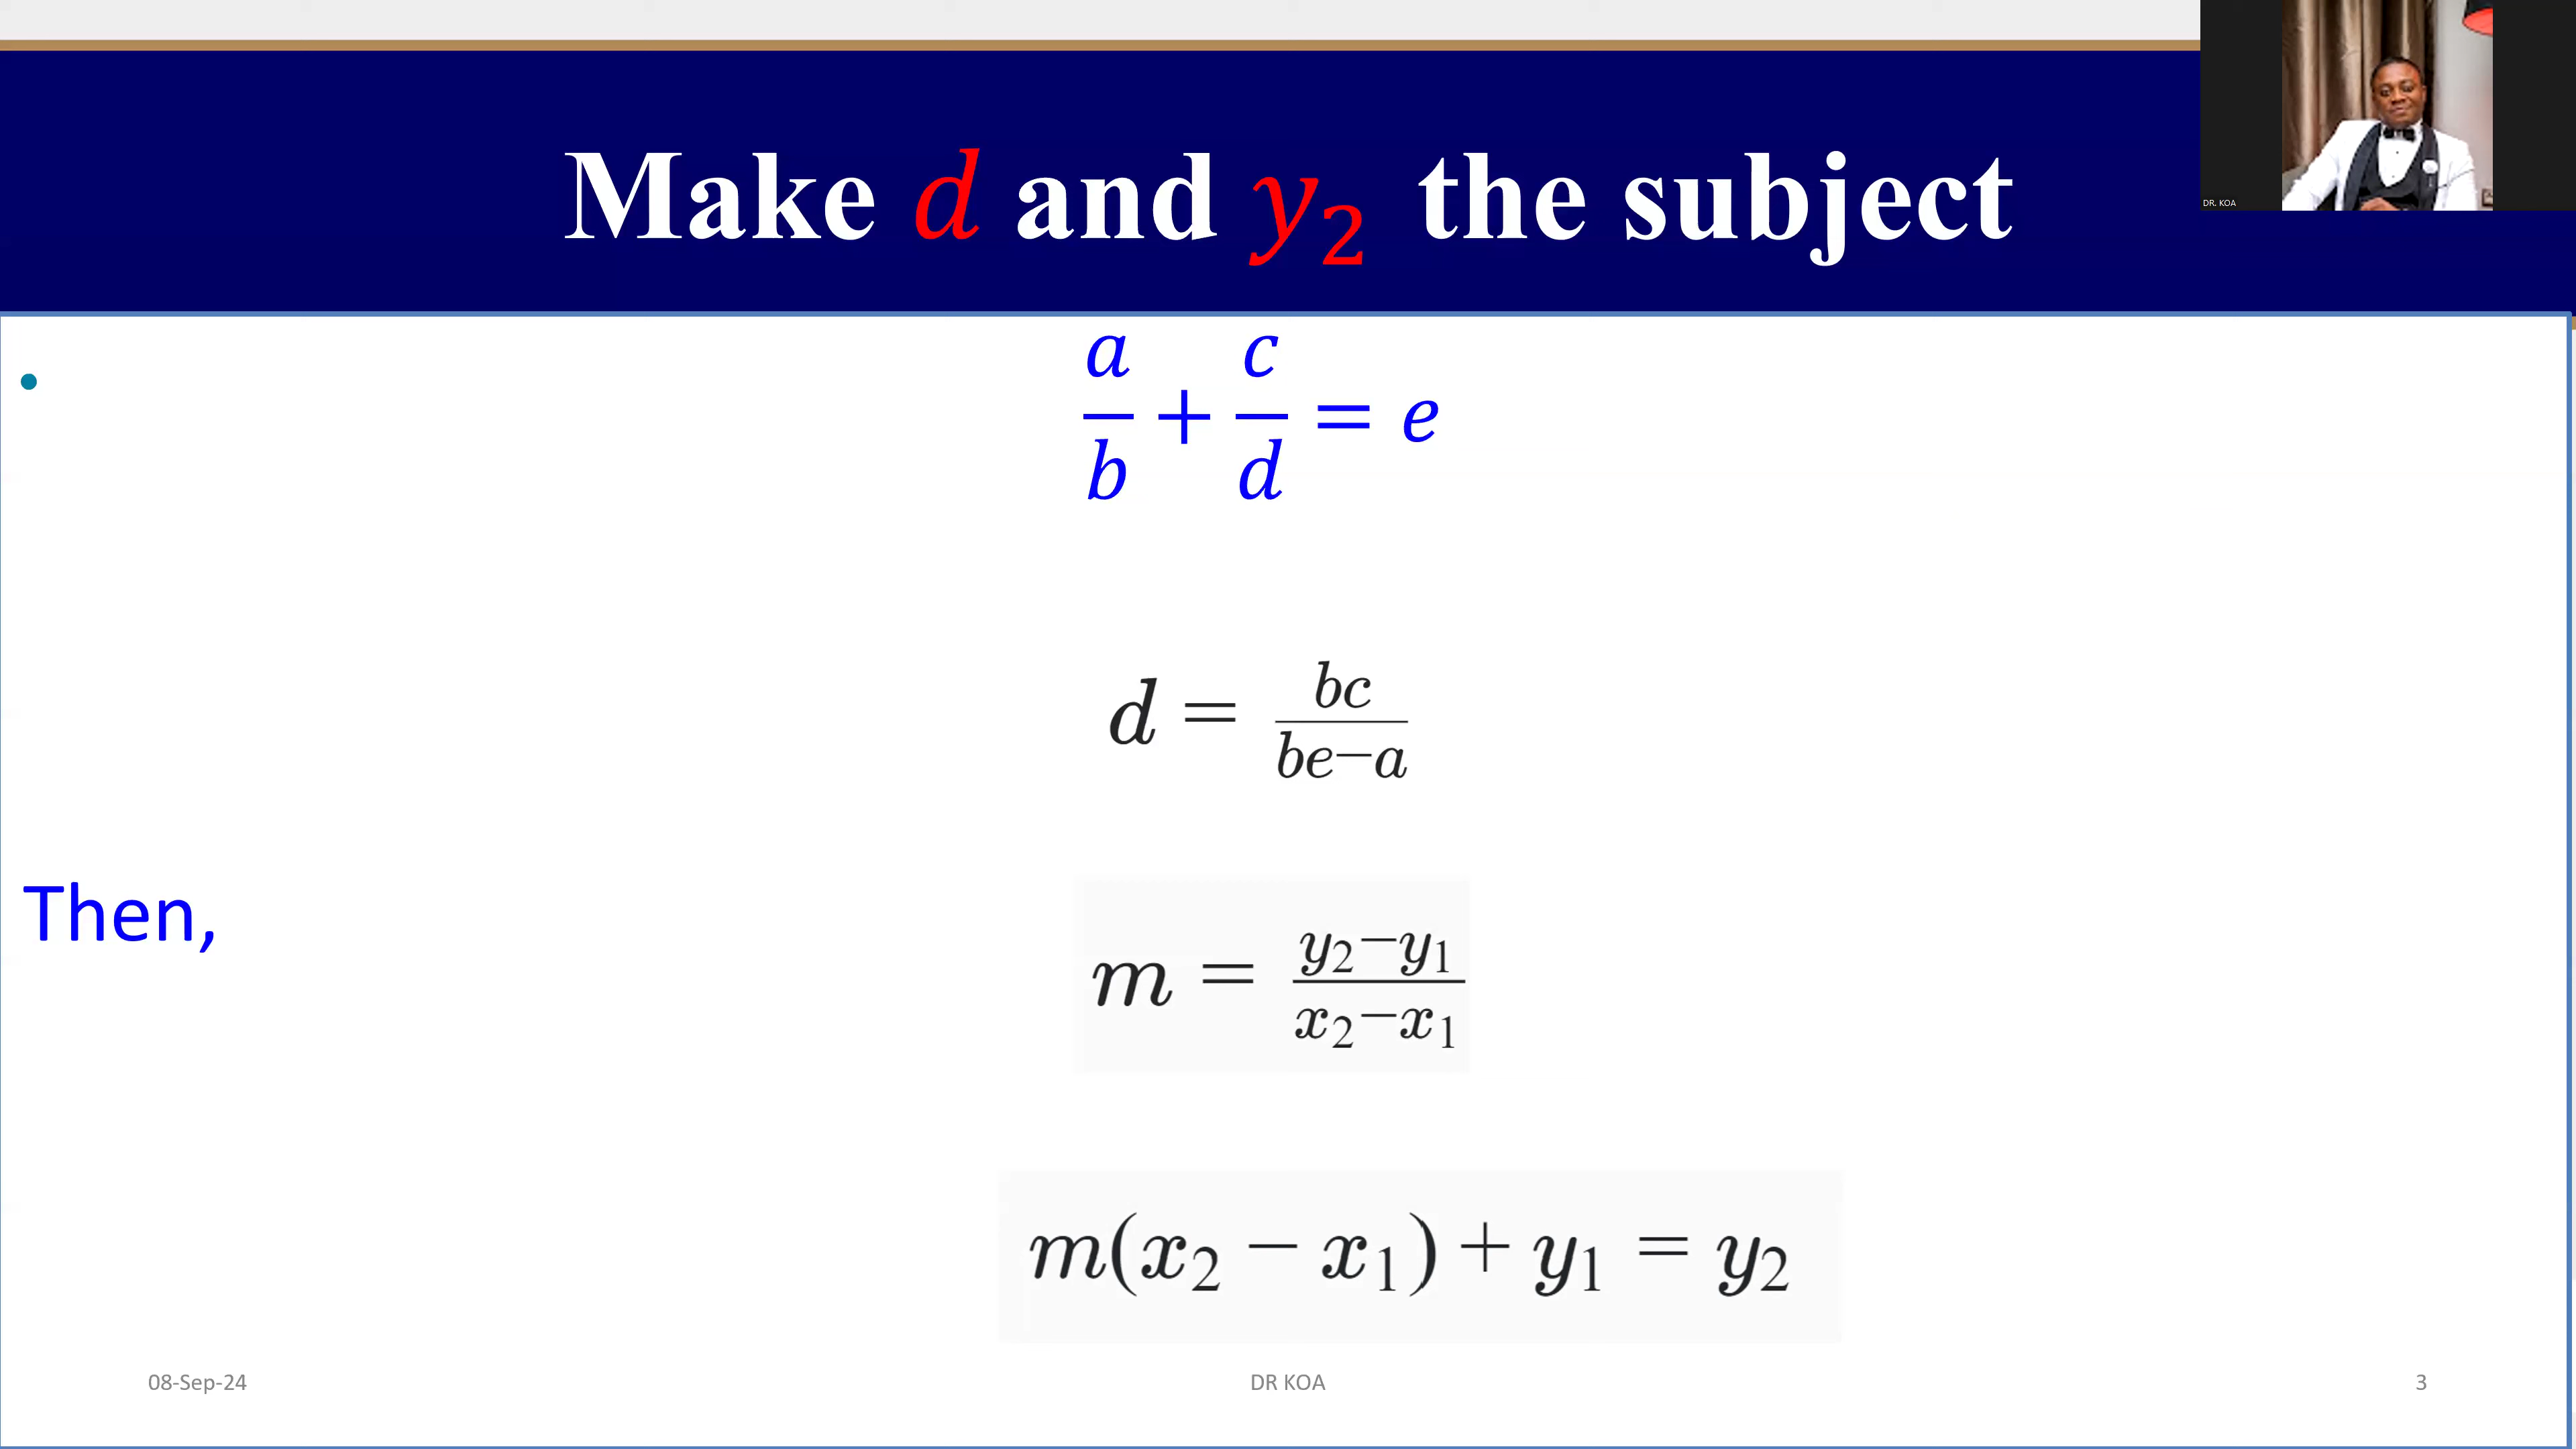 DR. KOA
Make d and y₂ the subject
• a/b + c/d = e
d = bc/(be−a)
Then,
m = (y₂−y₁)/(x₂−x₁)
m(x₂ − x₁) + y₁ = y₂
08-Sep-24
DR KOA
3